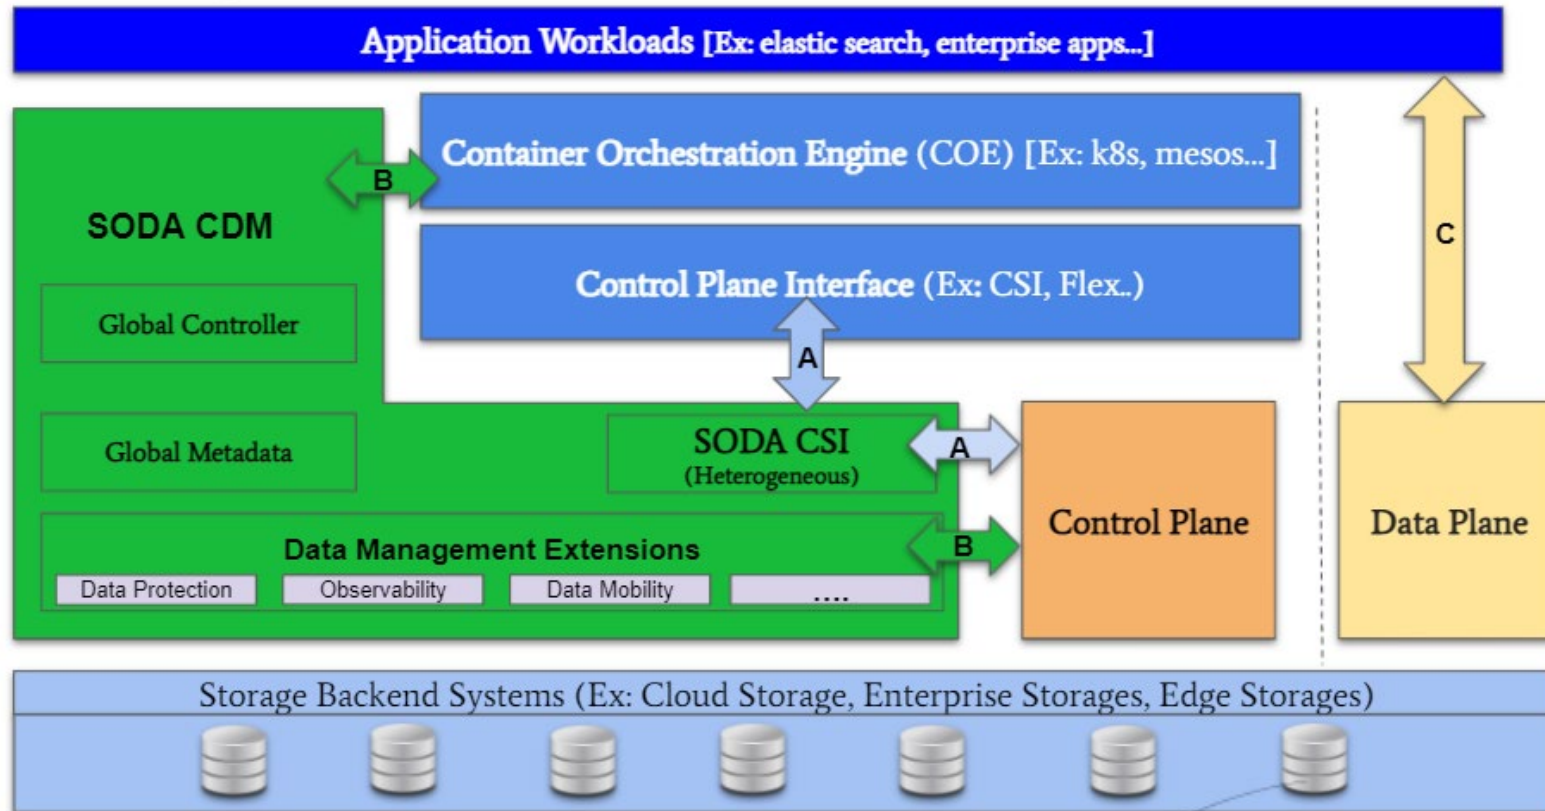 Application Workloads [Ex: elastic search, enterprise apps...]
Container Orchestration Engine (COE) [Ex: k8s, mesos...]
B
SODA CDM
C
Control Plane Interface (Ex: CSI, Flex..)
Global Controller
A
Global Metadata
SODA CSI
(Heterogeneous)
A
Control Plane
Data Plane
Data Management Extensions
B
Data Protection
Observability
Data Mobility
....
Storage Backend Systems (Ex: Cloud Storage, Enterprise Storages, Edge Storages)